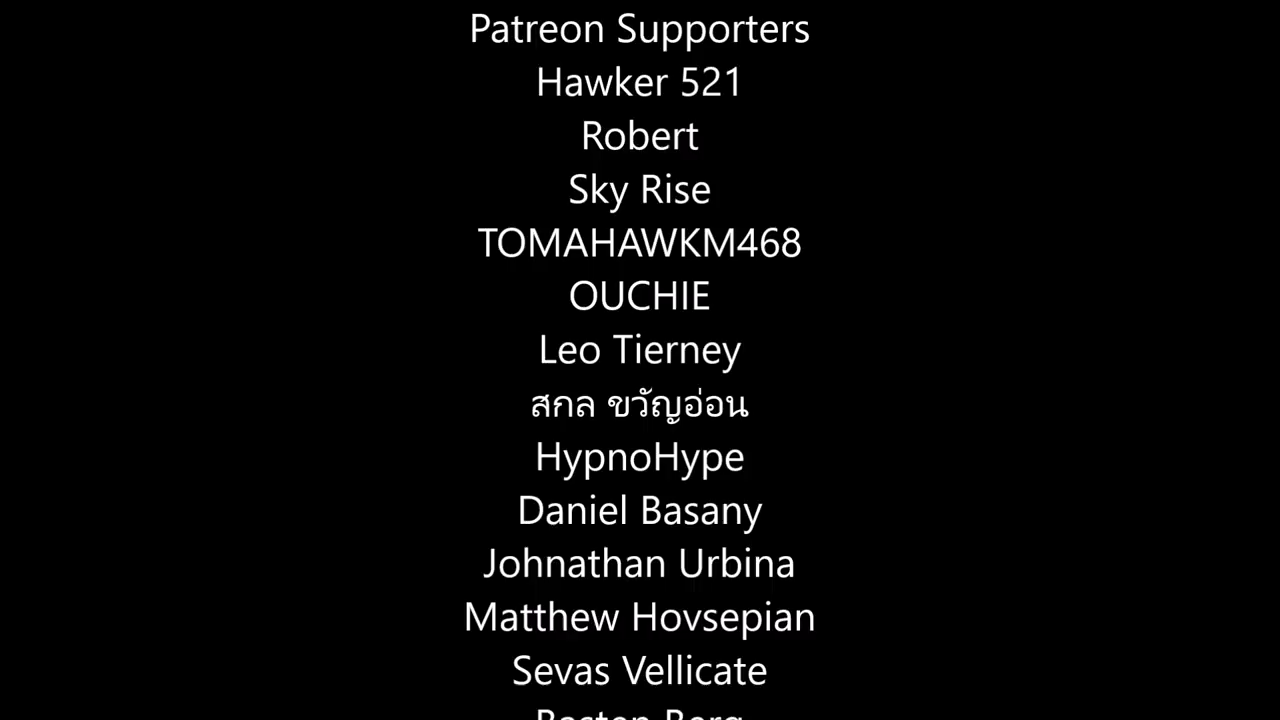 Patreon Supporters
Hawker 521
Robert
Sky Rise
TOMAHAWKM468
OUCHIE
Leo Tierney
สกล ขวัญอ่อน
HypnoHype
Daniel Basany
Johnathan Urbina
Matthew Hovsepian
Sevas Vellicate